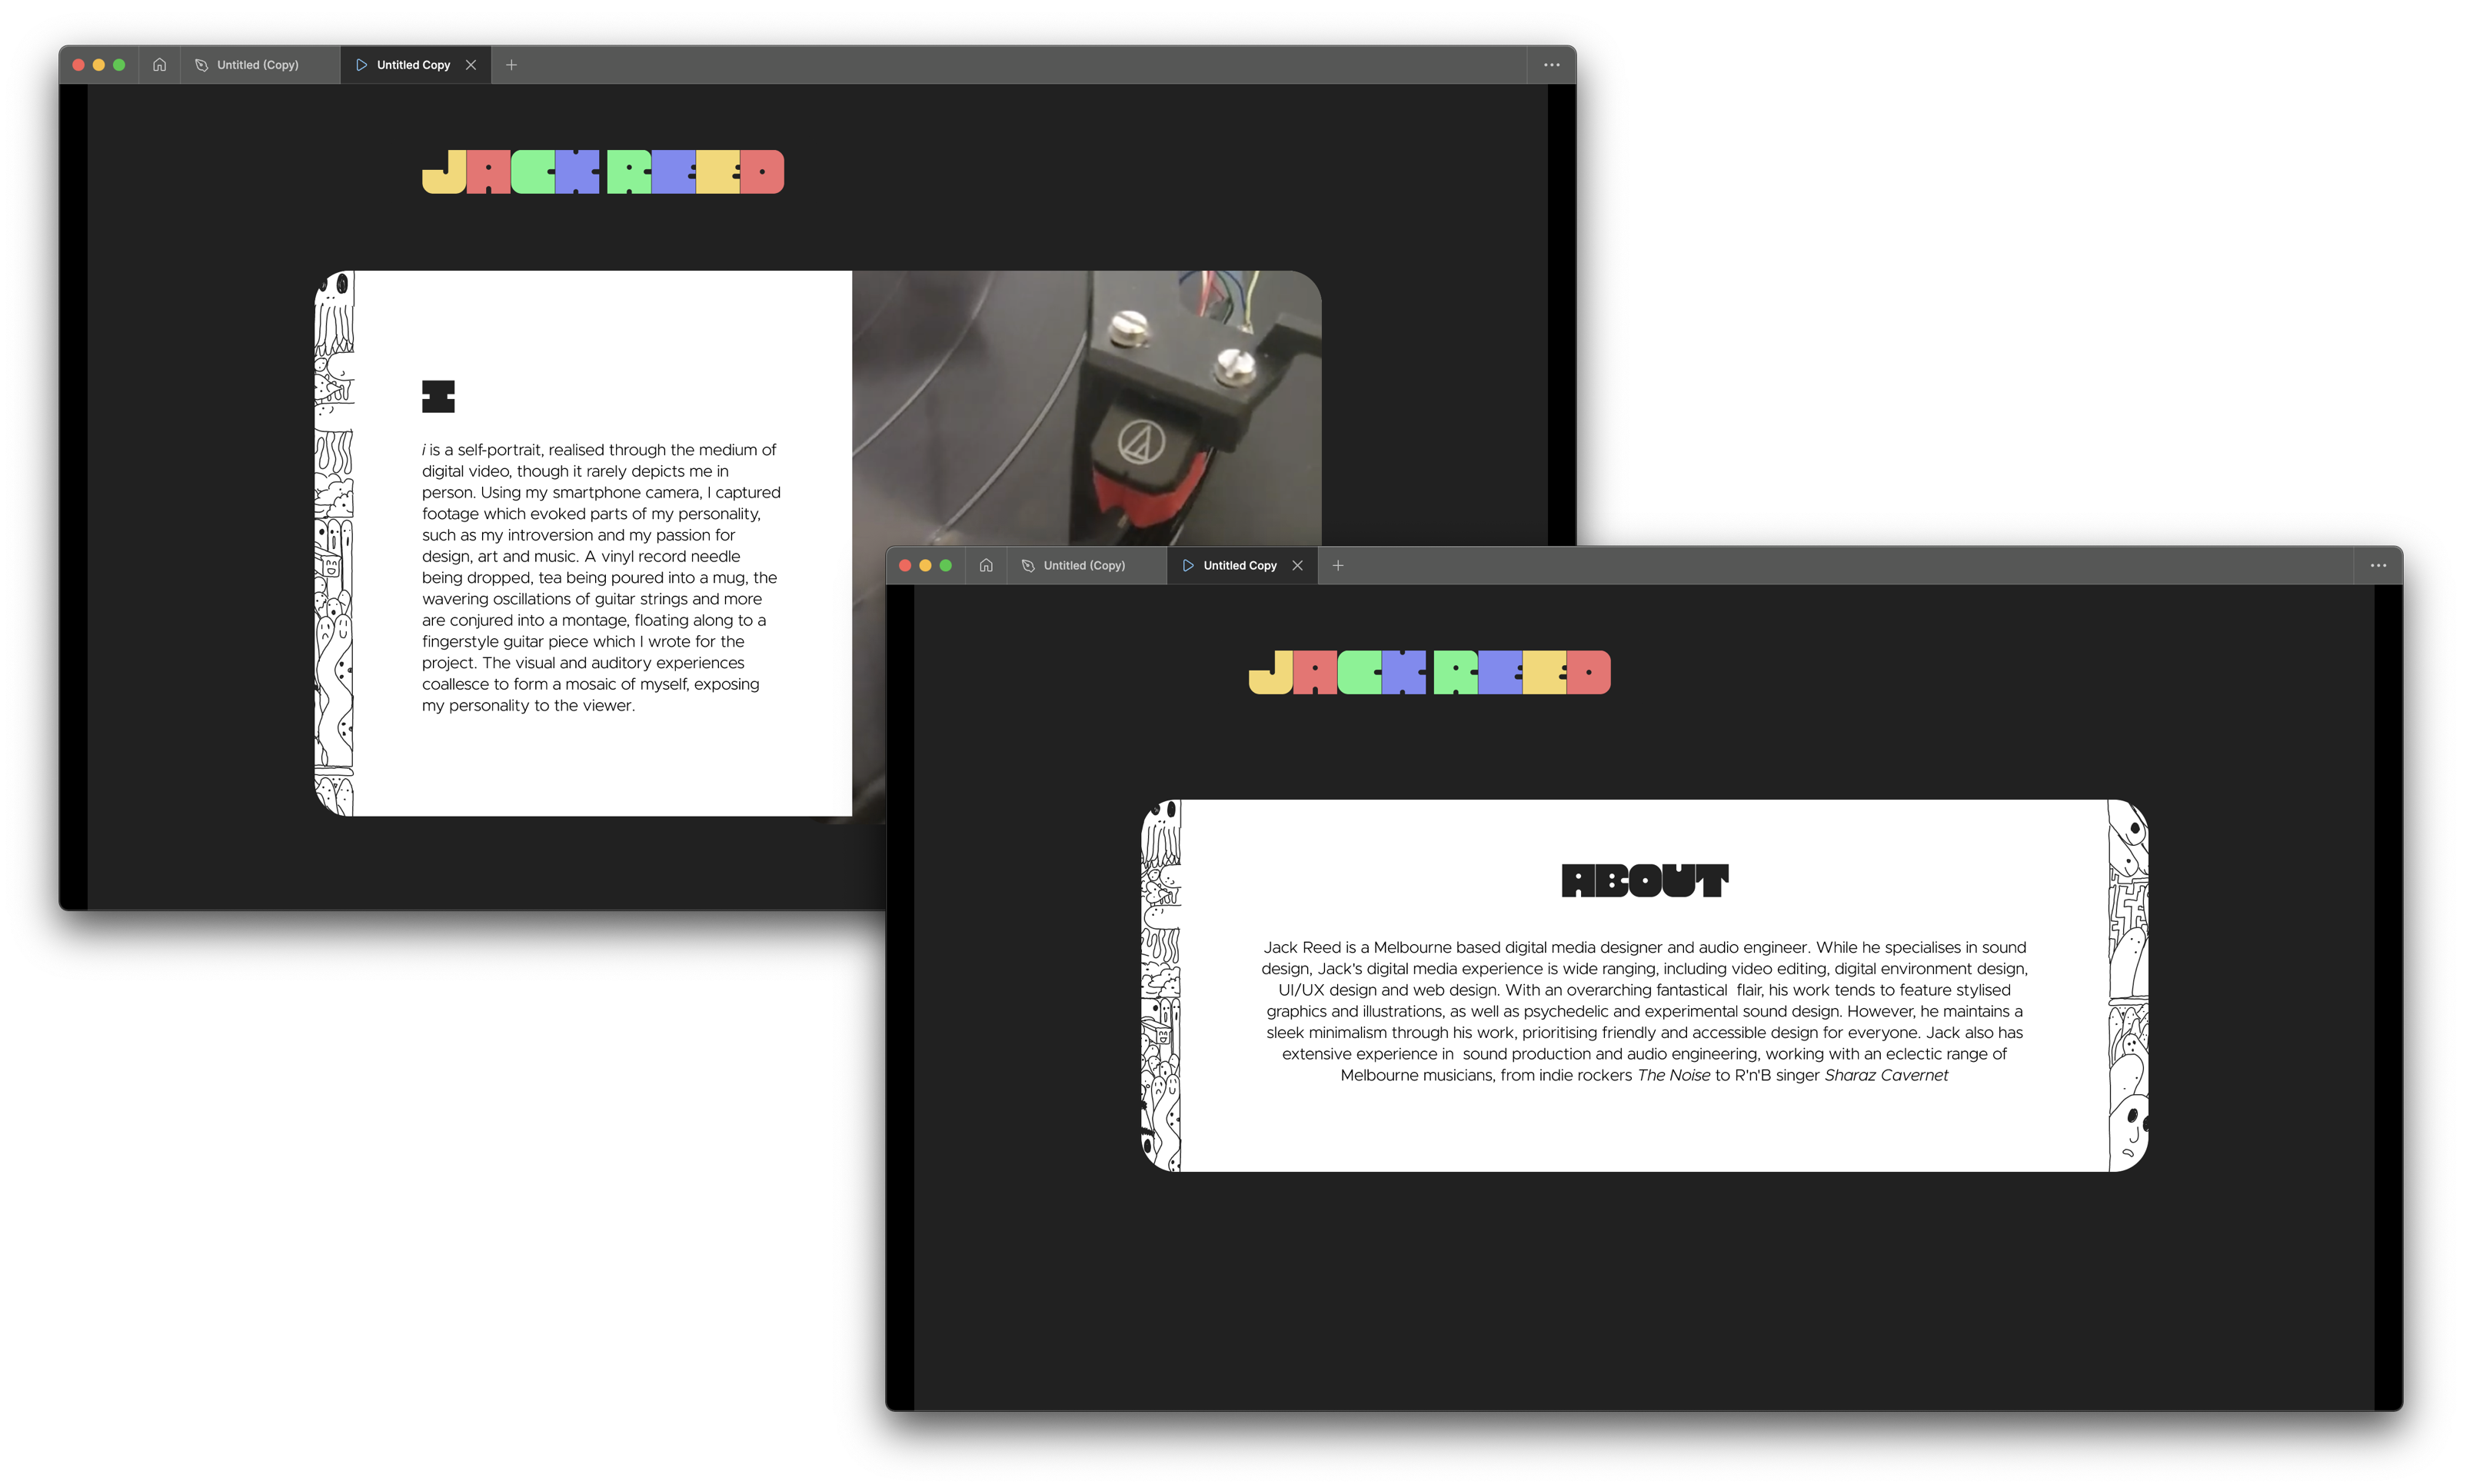 Untitled (Copy)
Untitled Copy
JACK REED
I
i is a self-portrait, realised through the medium of
digital video, though it rarely depicts me in
person. Using my smartphone camera, I captured
footage which evoked parts of my personality,
such as my introversion and my passion for
design, art and music. A vinyl record needle
being dropped, tea being poured into a mug, the
wavering oscillations of guitar strings and more
are conjured into a montage, floating along to a
fingerstyle guitar piece which I wrote for the
project. The visual and auditory experiences
coallesce to form a mosaic of myself, exposing
my personality to the viewer.
Untitled (Copy)
Untitled Copy
JACK REED
ABOUT
Jack Reed is a Melbourne based digital media designer and audio engineer. While he specialises in sound
design, Jack's digital media experience is wide ranging, including video editing, digital environment design,
UI/UX design and web design. With an overarching fantastical  flair, his work tends to feature stylised
graphics and illustrations, as well as psychedelic and experimental sound design. However, he maintains a
sleek minimalism through his work, prioritising friendly and accessible design for everyone. Jack also has
extensive experience in  sound production and audio engineering, working with an eclectic range of
Melbourne musicians, from indie rockers The Noise to R'n'B singer Sharaz Cavernet